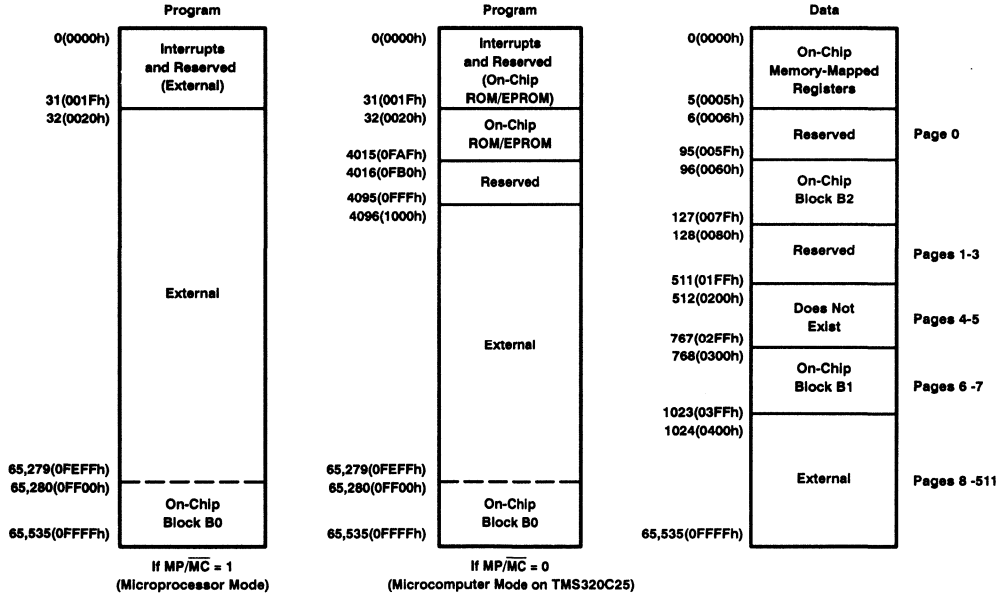 Program
0(0000h)
Interrupts
and Reserved
(External)
31(001Fh)
32(0020h)
External
65,279(0FEFFh)
65,280(0FF00h)
On-Chip
Block B0
65,535(0FFFFh)
If MP/M̅C̅ = 1
(Microprocessor Mode)
Program
0(0000h)
Interrupts
and Reserved
(On-Chip
ROM/EPROM)
31(001Fh)
32(0020h)
On-Chip
ROM/EPROM
4015(0FAFh)
4016(0FB0h)
Reserved
4095(0FFFh)
4096(1000h)
External
65,279(0FEFFh)
65,280(0FF00h)
On-Chip
Block B0
65,535(0FFFFh)
If MP/M̅C̅ = 0
(Microcomputer Mode on TMS320C25)
Data
0(0000h)
On-Chip
Memory-Mapped
Registers
5(0005h)
6(0006h)
Reserved
Page 0
95(005Fh)
96(0060h)
On-Chip
Block B2
127(007Fh)
128(0080h)
Reserved
Pages 1-3
511(01FFh)
512(0200h)
Does Not
Exist
Pages 4-5
767(02FFh)
768(0300h)
On-Chip
Block B1
Pages 6 -7
1023(03FFh)
1024(0400h)
External
Pages 8 -511
65,535(0FFFFh)